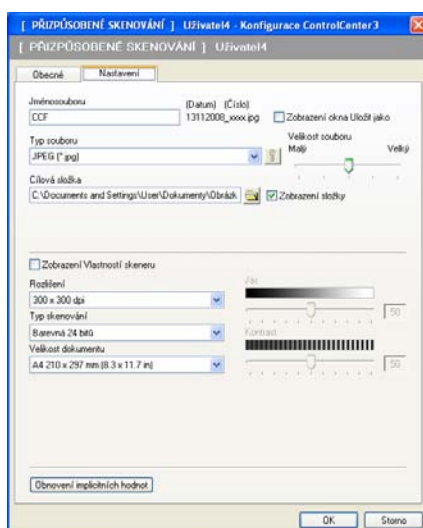 [ PŘIZPŮSOBENÉ SKENOVÁNÍ ] Uživatel4 - Konfigurace ControlCenter3
[ PŘIZPŮSOBENÉ SKENOVÁNÍ ] Uživatel4
Obecné Nastavení
Jménosouboru (Datum) (Číslo)
CCF 13112008_xxxx.jpg Zobrazení okna Uložit jako
Typ souboru Velikost souboru
JPEG (*.jpg) Malý Velký
Cílová složka
C:\Documents and Settings\User\Dokumenty\Obrázk Zobrazení složky
Zobrazení Vlastností skeneru
Rozlišení Jas
300 x 300 dpi 50
Typ skenování
Barevná 24 bitů Kontrast
Velikost dokumentu
A4 210 x 297 mm (8.3 x 11.7 in) 50
Obnovení implicitních hodnot
OK Storno